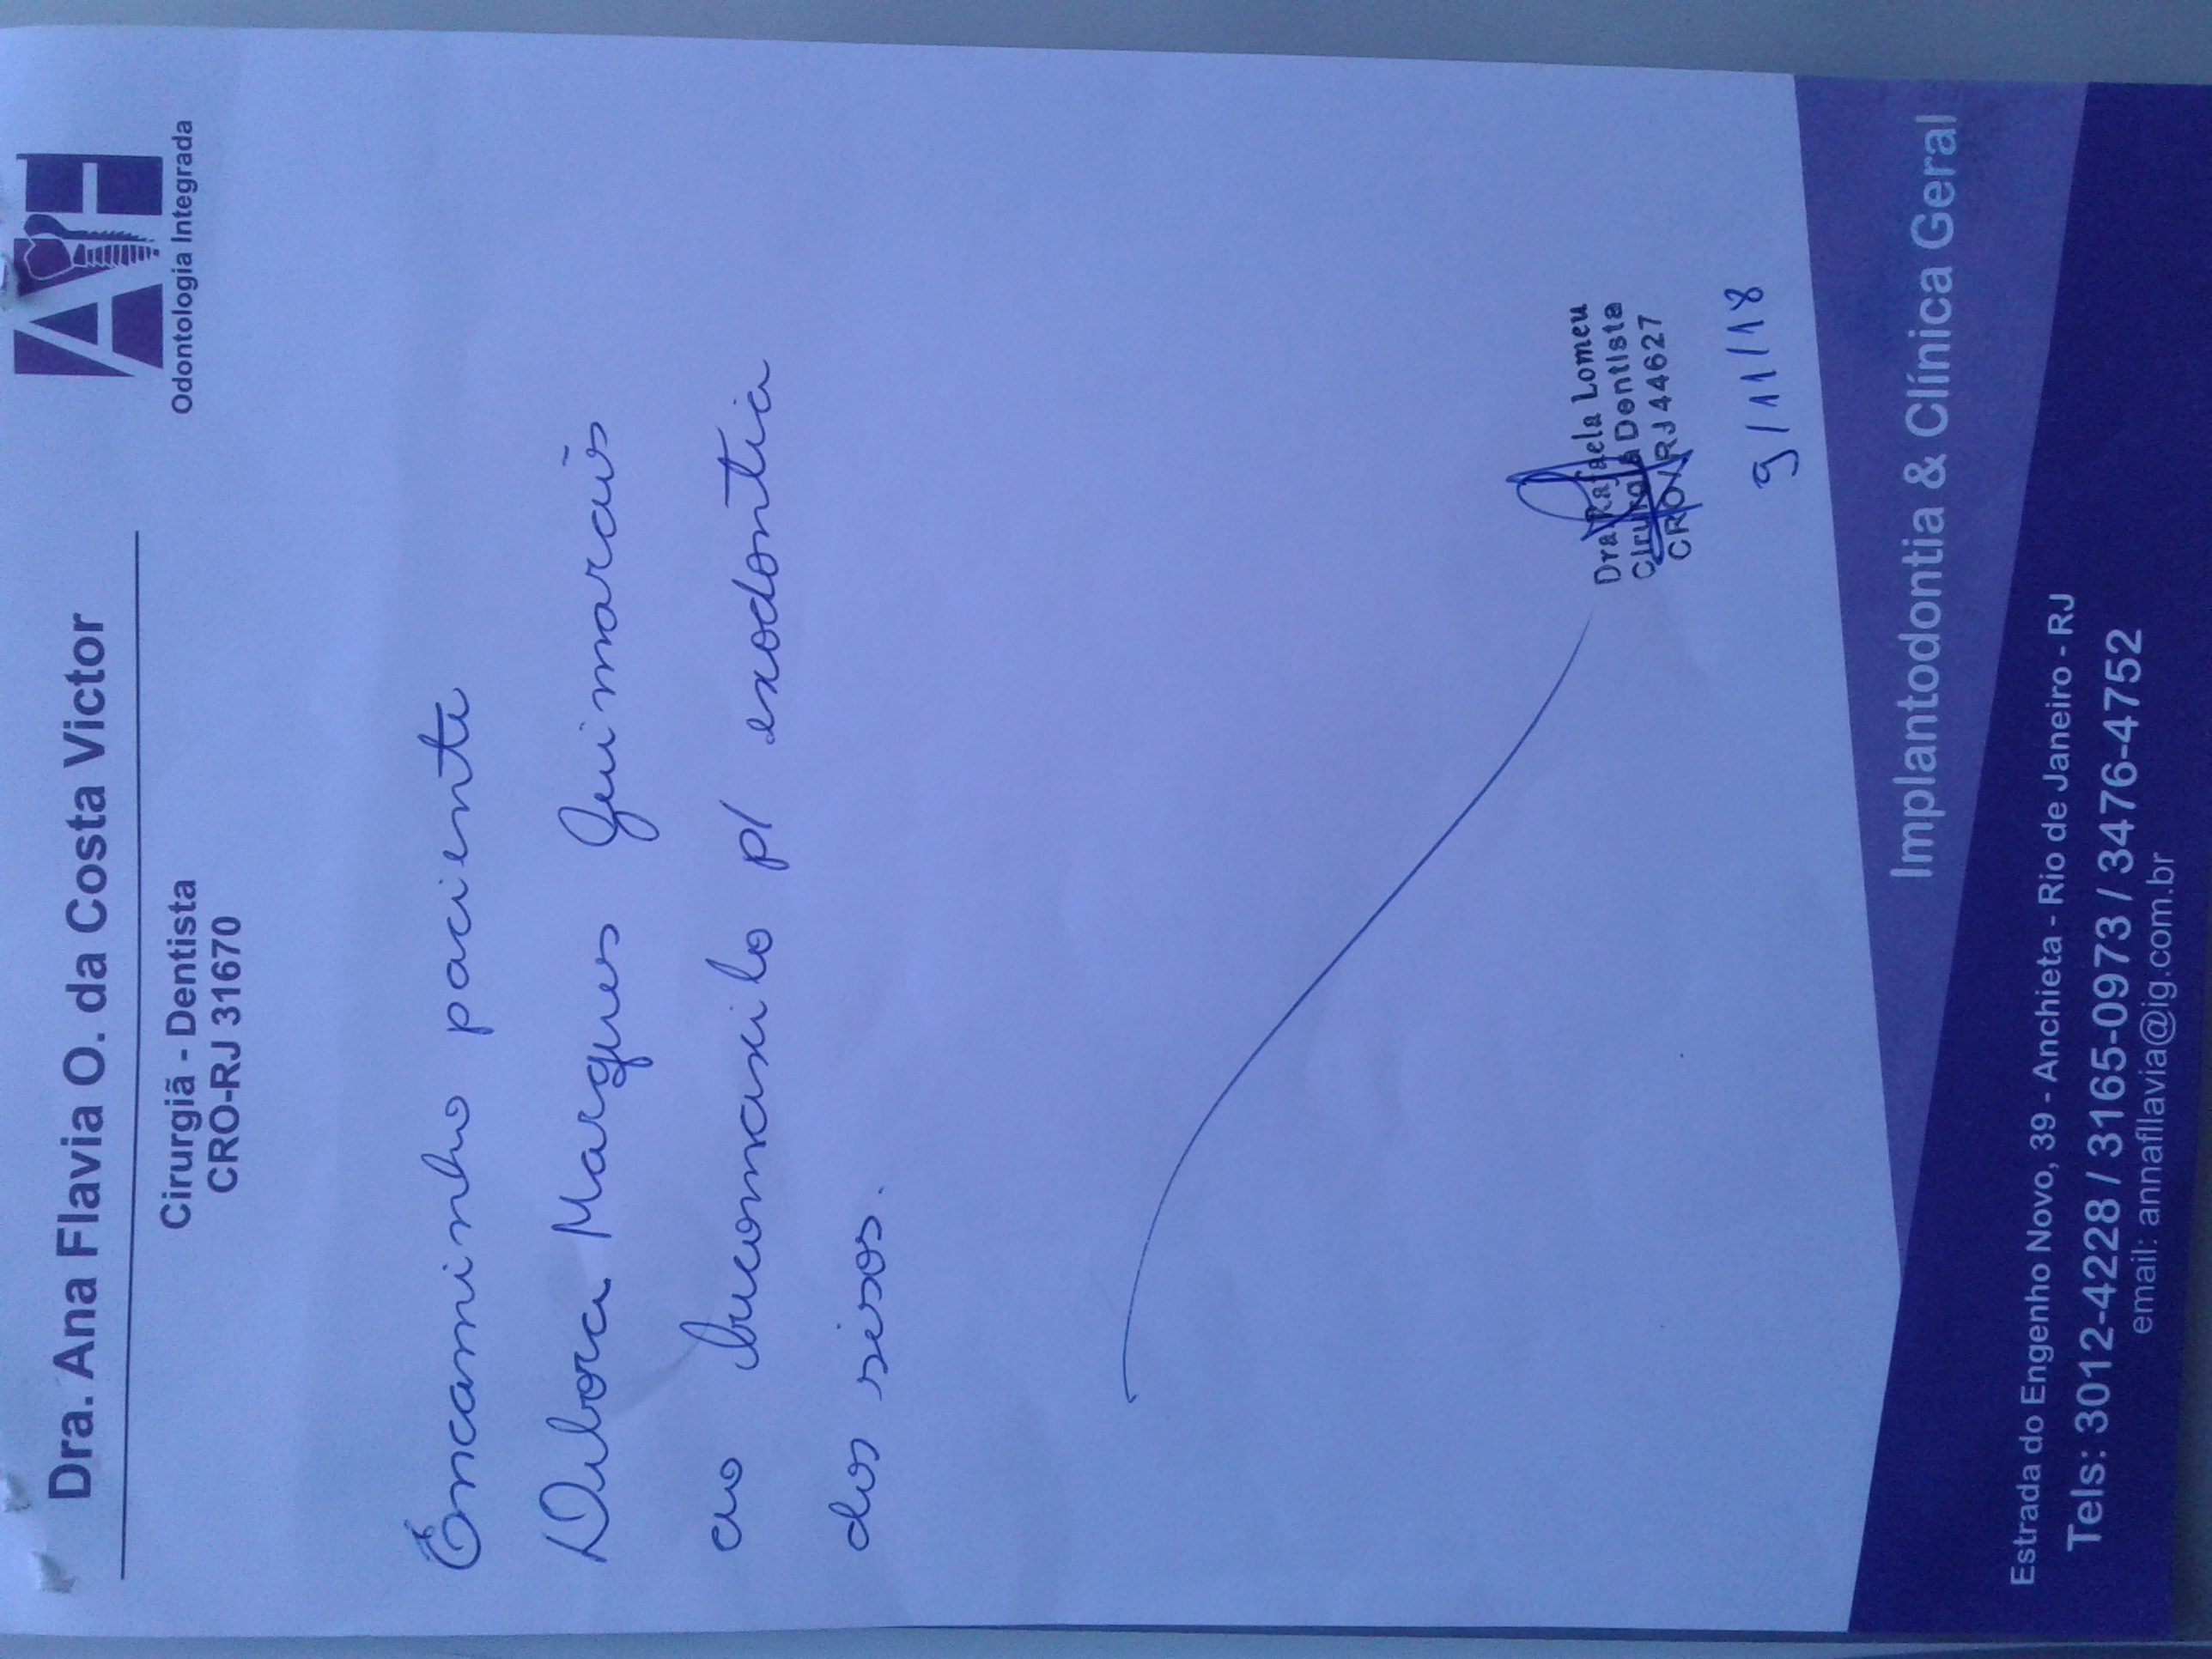 Dra. Ana Flavia O. da Costa Victor
Cirurgiã - Dentista
CRO-RJ 31670
AF
Odontologia Integrada
Encaminho paciente
Debora Marques Guimarães
ao bucomaxilo p/ exodontia
dos sisos.
Dra Rafaela Lomeu
Cirurgiã Dentista
CRO/RJ 44627
9/11/18
Implantodontia & Clínica Geral
Estrada do Engenho Novo, 39 - Anchieta - Rio de Janeiro - RJ
Tels: 3012-4228 / 3165-0973 / 3476-4752
email: annafllavia@ig.com.br